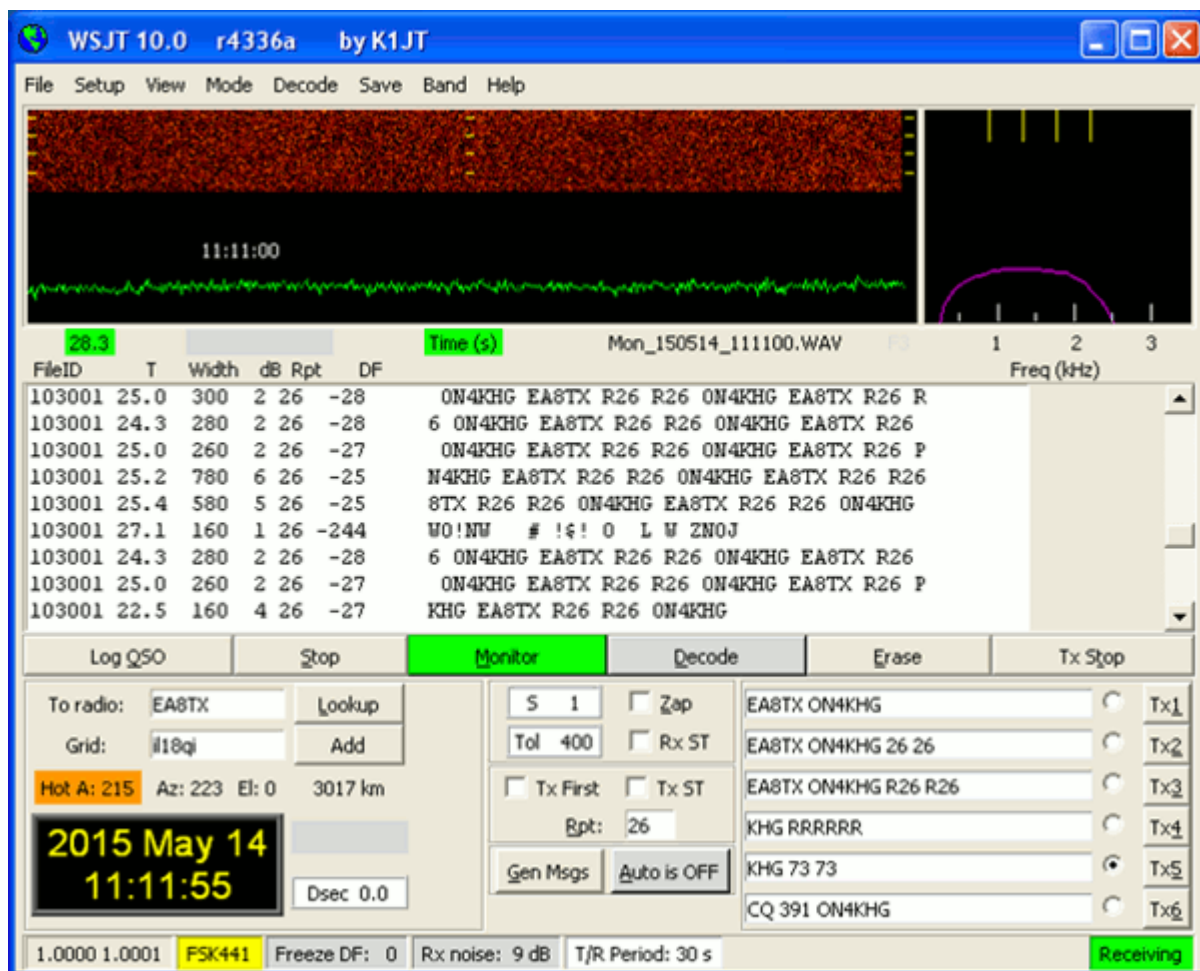 WSJT 10.0 r4336a by K1JT
File Setup View Mode Decode Save Band Help
11:11:00
28.3 Time (s) Mon_150514_111100.WAV F3 1 2 3
FileID T Width dB Rpt DF Freq (kHz)
103001 25.0 300 2 26 -28 ON4KHG EA8TX R26 R26 ON4KHG EA8TX R26 R
103001 24.3 280 2 26 -28 6 ON4KHG EA8TX R26 R26 ON4KHG EA8TX R26
103001 25.0 260 2 26 -27 ON4KHG EA8TX R26 R26 ON4KHG EA8TX R26 P
103001 25.2 780 6 26 -25 N4KHG EA8TX R26 R26 ON4KHG EA8TX R26 R26
103001 25.4 580 5 26 -25 8TX R26 R26 ON4KHG EA8TX R26 R26 ON4KHG
103001 27.1 160 1 26 -244 WO!NW # !$! O L W ZNOJ
103001 24.3 280 2 26 -28 6 ON4KHG EA8TX R26 R26 ON4KHG EA8TX R26
103001 25.0 260 2 26 -27 ON4KHG EA8TX R26 R26 ON4KHG EA8TX R26 P
103001 22.5 160 4 26 -27 KHG EA8TX R26 R26 ON4KHG
Log QSO Stop Monitor Decode Erase Tx Stop
To radio: EA8TX Lookup S 1 Zap EA8TX ON4KHG Tx1
Grid: il18qi Add Tol 400 Rx ST EA8TX ON4KHG 26 26 Tx2
Hot A: 215 Az: 223 El: 0 3017 km Tx First Tx ST EA8TX ON4KHG R26 R26 Tx3
2015 May 14 Rpt: 26 KHG RRRRRR Tx4
11:11:55 Dsec 0.0 Gen Msgs Auto is OFF KHG 73 73 Tx5
CQ 391 ON4KHG Tx6
1.0000 1.0001 FSK441 Freeze DF: 0 Rx noise: 9 dB T/R Period: 30 s Receiving